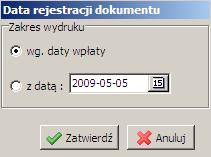 Data rejestracji dokumentu
Zakres wydruku
wg. daty wpłaty
z datą : 2009-05-05 15
Zatwierdź Anuluj